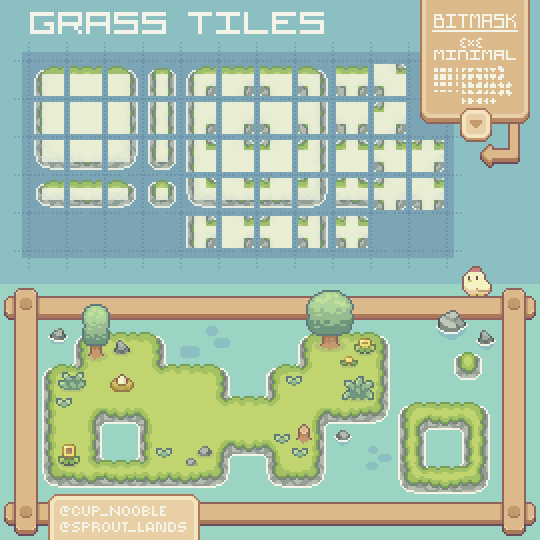 GRASS TILES
BITMASK
3X3
MINIMAL
@CUP_NOOBLE
@SPROUT_LANDS